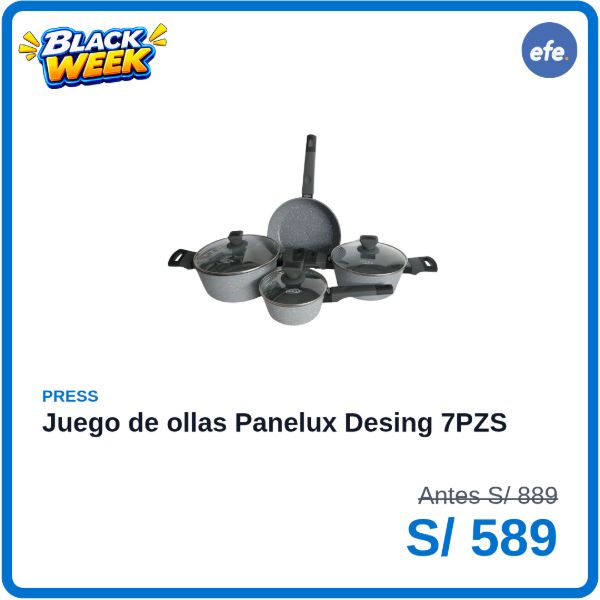 BLACK
WEEK
efe.
PRESS
Juego de ollas Panelux Desing 7PZS
Antes S/ 889
S/ 589